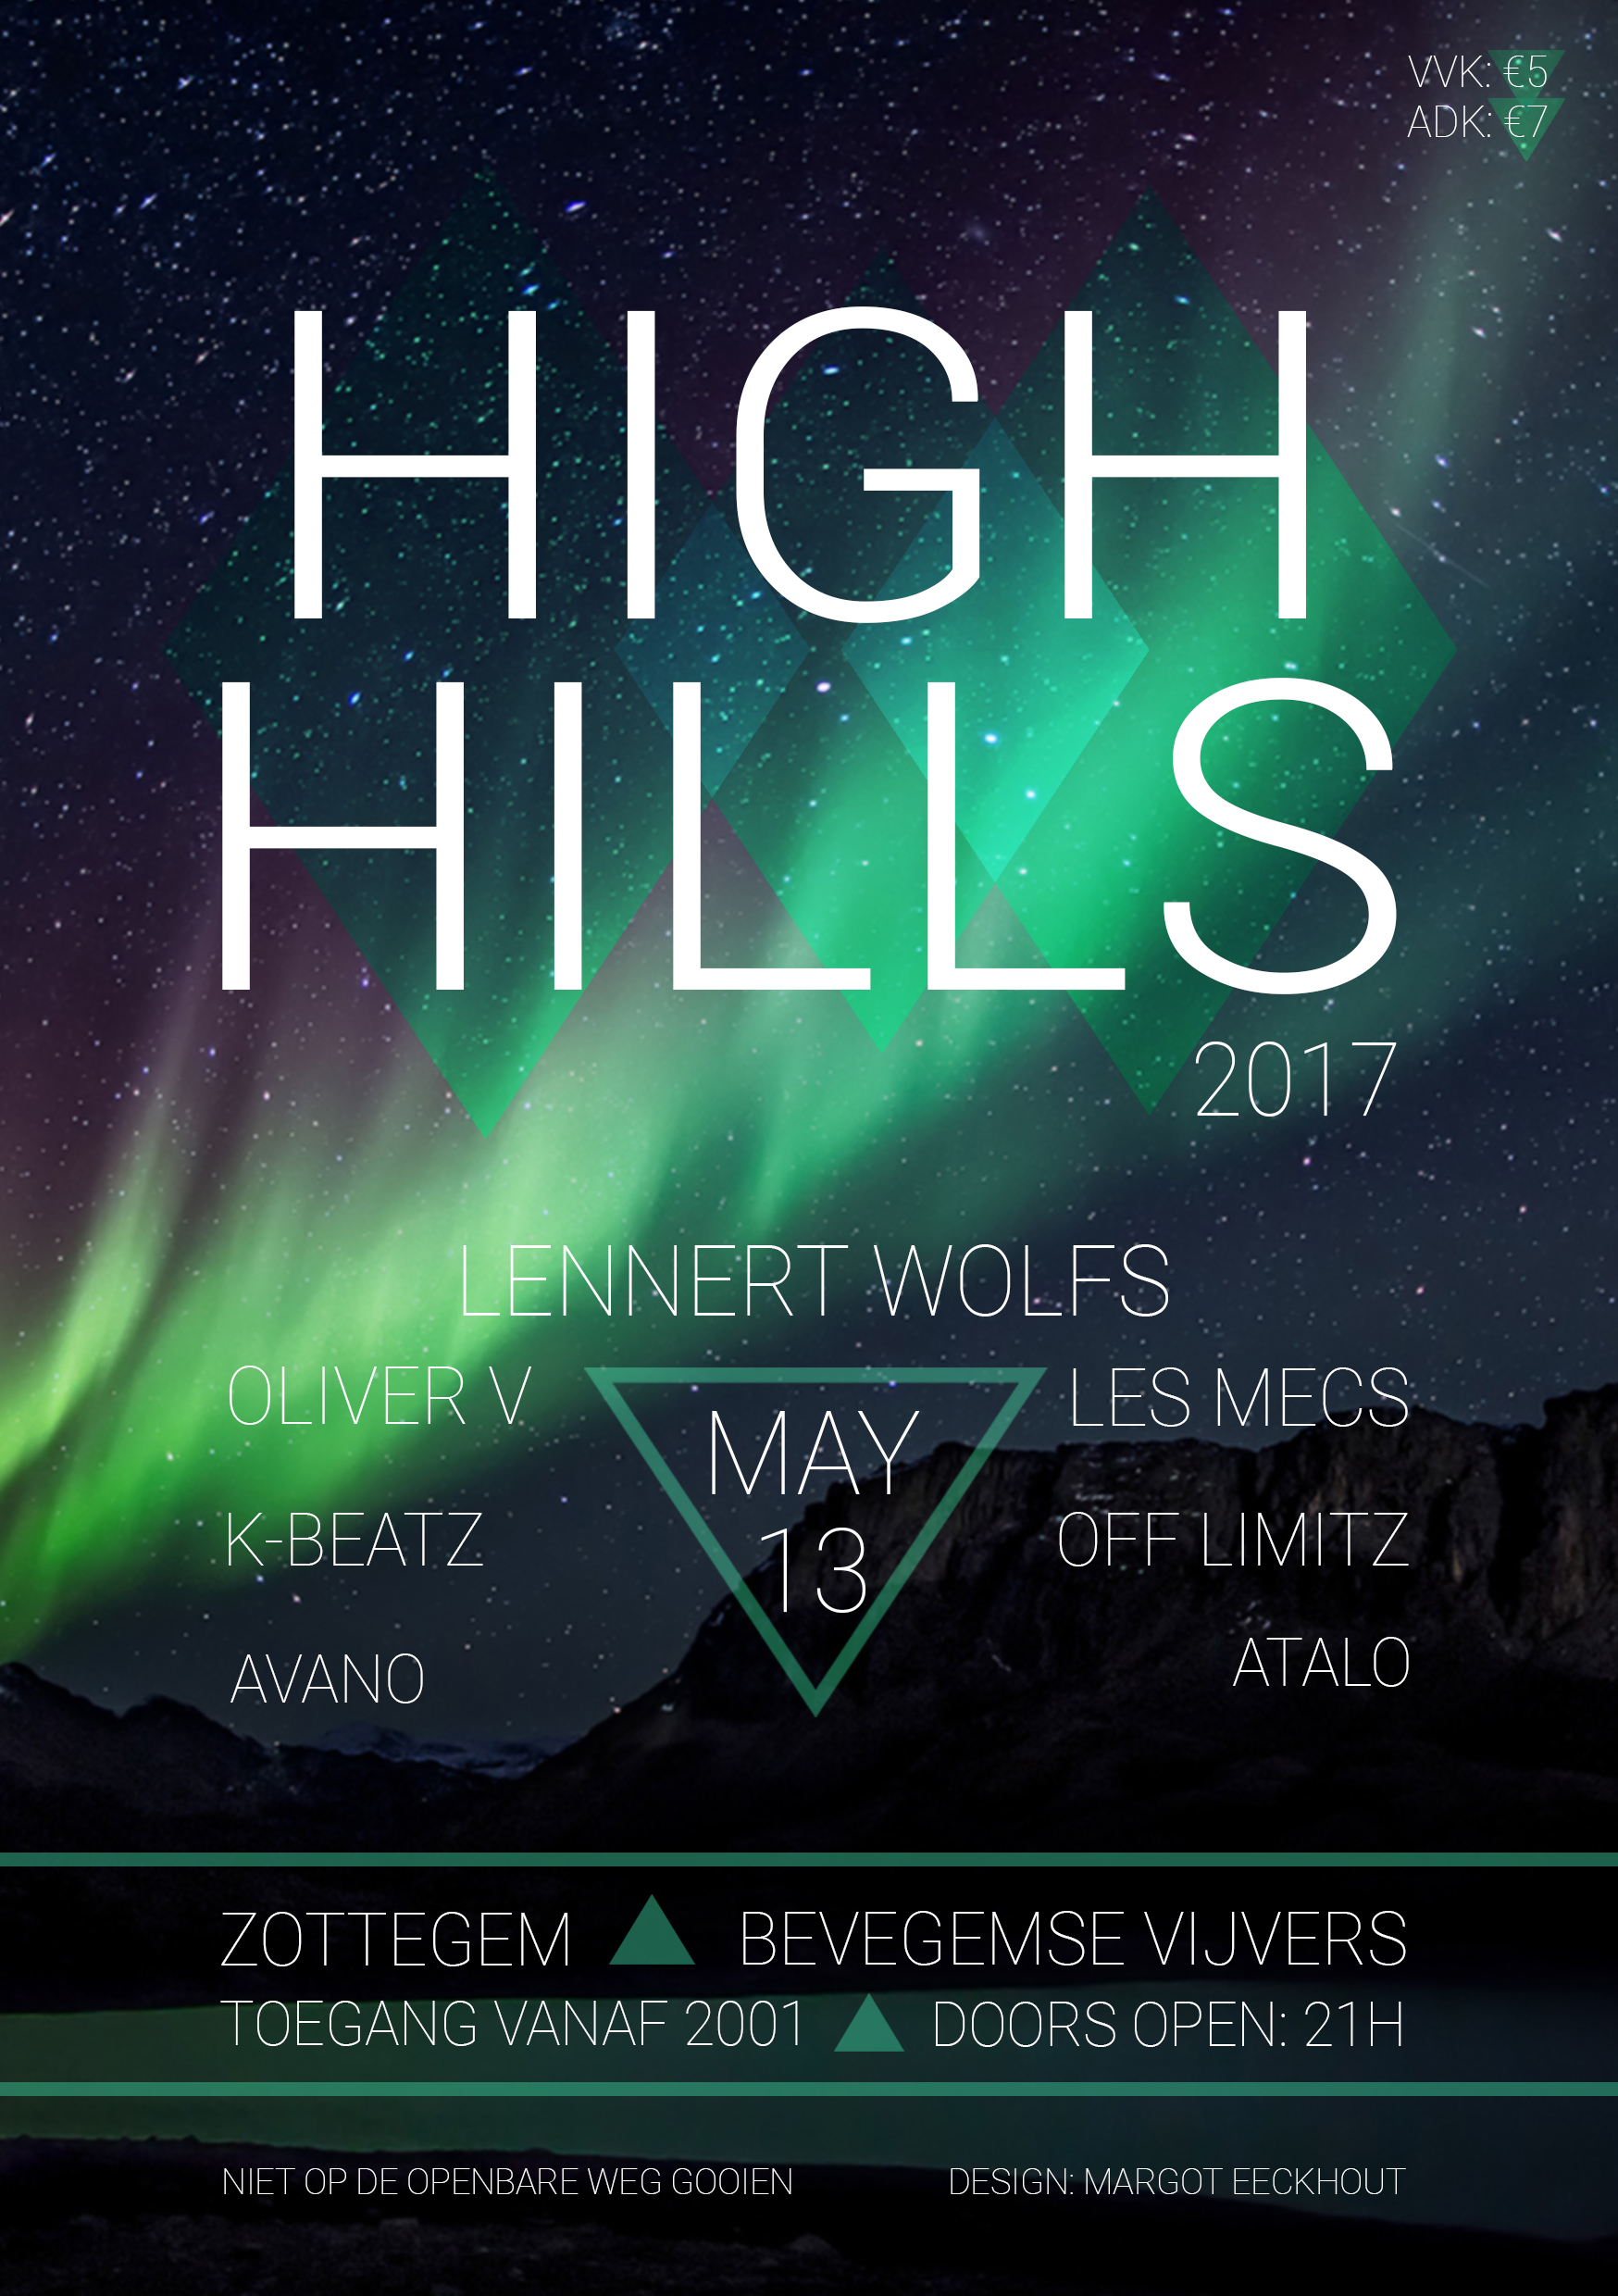 VVK: €5
ADK: €7
HIGH
HILLS
2017
LENNERT WOLFS
OLIVER V
LES MECS
MAY
13
K-BEATZ
OFF LIMITZ
AVANO
ATALO
ZOTTEGEM BEVEGEMSE VIJVERS
TOEGANG VANAF 2001 DOORS OPEN: 21H
NIET OP DE OPENBARE WEG GOOIEN
DESIGN: MARGOT EECKHOUT